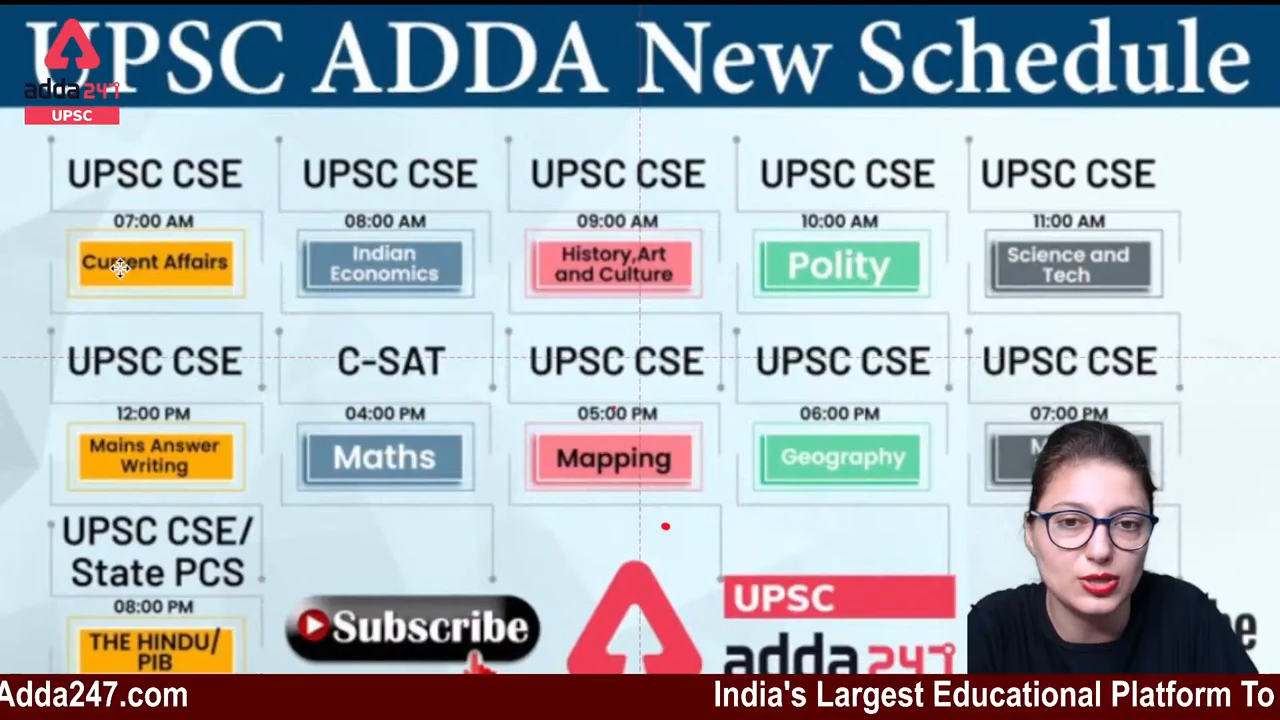 UPSC ADDA New Schedule
adda247
UPSC
UPSC CSE
07:00 AM
Current Affairs
UPSC CSE
08:00 AM
Indian
Economics
UPSC CSE
09:00 AM
History,Art
and Culture
UPSC CSE
10:00 AM
Polity
UPSC CSE
11:00 AM
Science and
Tech
UPSC CSE
12:00 PM
Mains Answer
Writing
C-SAT
04:00 PM
Maths
UPSC CSE
05:00 PM
Mapping
UPSC CSE
06:00 PM
Geography
UPSC CSE
07:00 PM
UPSC CSE/
State PCS
08:00 PM
THE HINDU/
PIB
Subscribe
UPSC
adda247
Adda247.com
India's Largest Educational Platform To